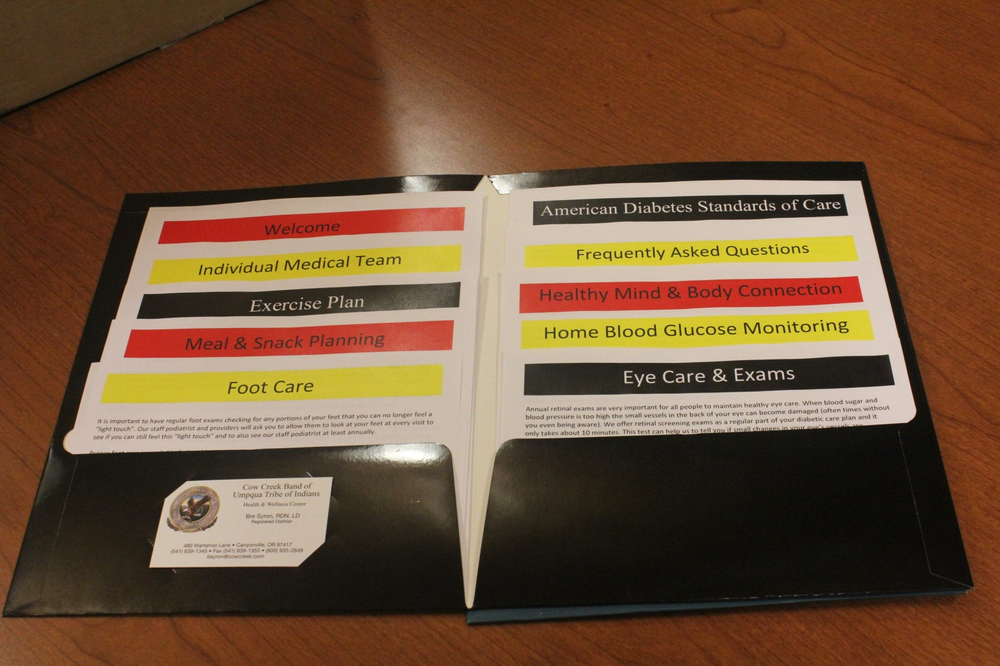 Welcome
Individual Medical Team
Exercise Plan
Meal & Snack Planning
Foot Care
It is important to have regular foot exams checking for any portions of your feet that you can no longer feel a
"light touch". Our staff podiatrist and providers will ask you to allow them to look at your feet at every visit to
see if you can still feel this "light touch" and to also see our staff podiatrist at least annually.
Cow Creek Band of
Umpqua Tribe of Indians
Health & Wellness Center
Bre Syron, RDN, LD
Registered Dietitian
480 Wartahoo Lane • Canyonville, OR 97417
(541) 839-1345 • Fax (541) 839-1355 • (800) 935-2649
bsyron@cowcreek.com
American Diabetes Standards of Care
Frequently Asked Questions
Healthy Mind & Body Connection
Home Blood Glucose Monitoring
Eye Care & Exams
Annual retinal exams are very important for all people to maintain healthy eye care. When blood sugar and
blood pressure is too high the small vessels in the back of your eye can become damaged (often times without
you even being aware). We offer retinal screening exams as a regular part of your diabetic care plan and it
only takes about 10 minutes. This test can help us to tell you if small changes in your eye's vessels are